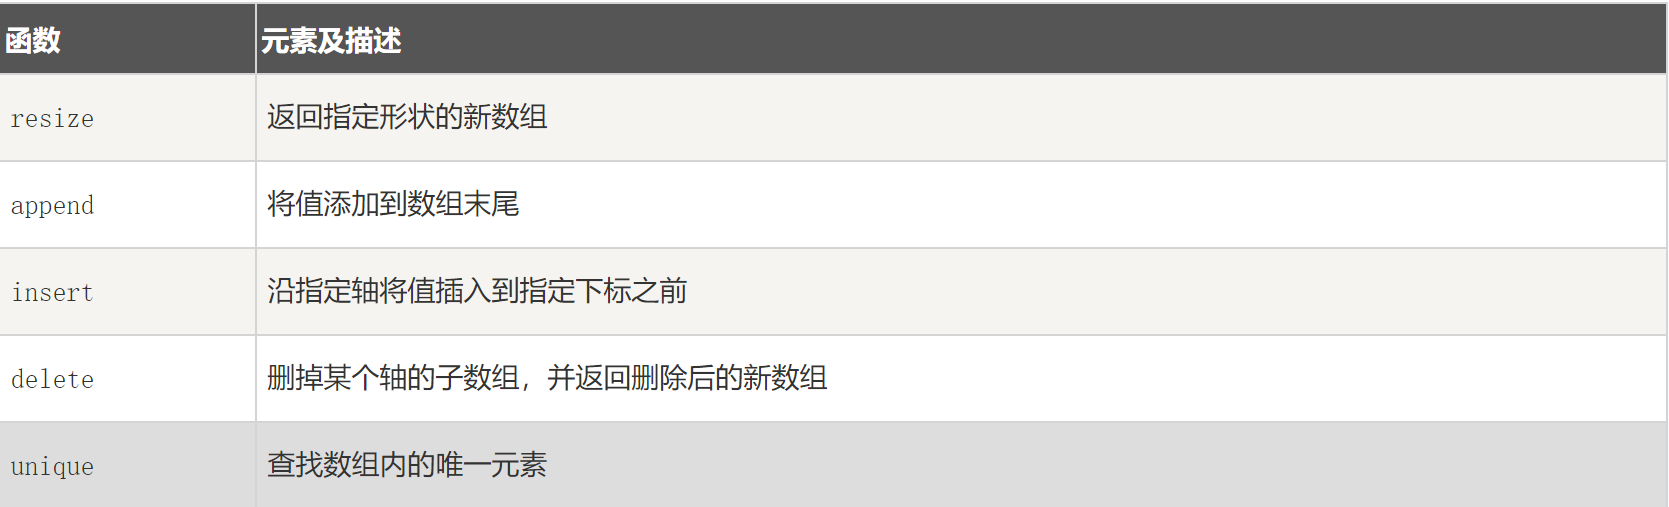 函数 元素及描述
resize 返回指定形状的新数组
append 将值添加到数组末尾
insert 沿指定轴将值插入到指定下标之前
delete 删掉某个轴的子数组，并返回删除后的新数组
unique 查找数组内的唯一元素